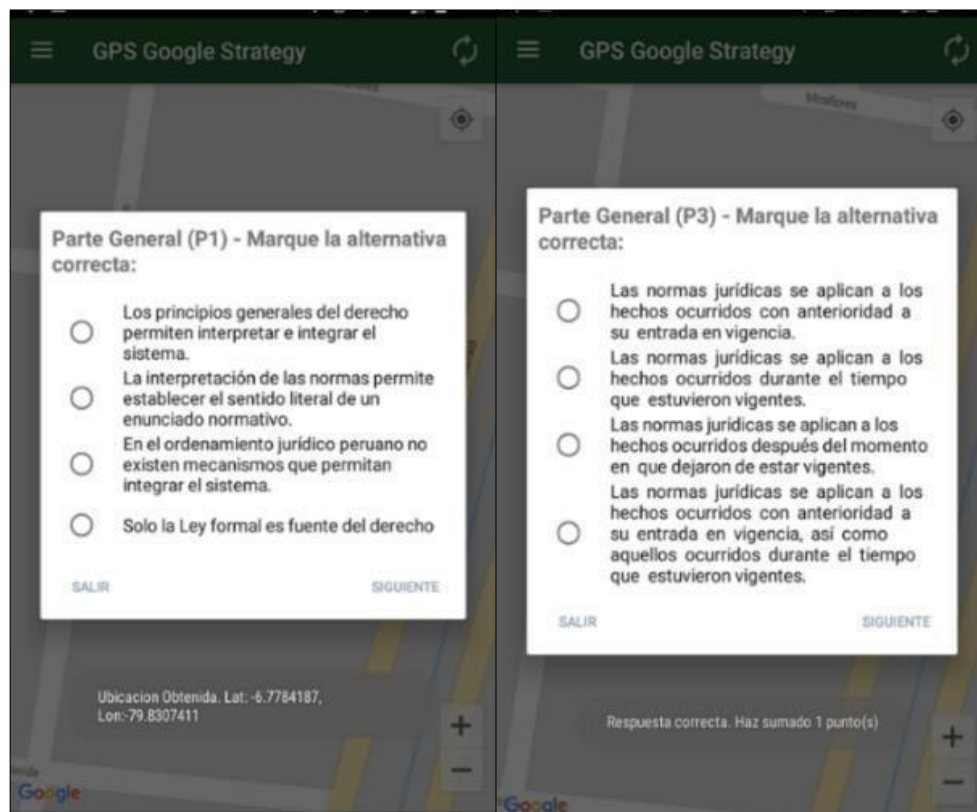 GPS Google Strategy
Parte General (P1) - Marque la alternativa
correcta:
Los principios generales del derecho
permiten interpretar e integrar el
sistema.
La interpretación de las normas permite
establecer el sentido literal de un
enunciado normativo.
En el ordenamiento jurídico peruano no
existen mecanismos que permitan
integrar el sistema.
Solo la Ley formal es fuente del derecho
SALIR
SIGUIENTE
Ubicacion Obtenida. Lat: -6.7784187,
Lon:-79.8307411
Google
GPS Google Strategy
Miraflores
Parte General (P3) - Marque la alternativa
correcta:
Las normas jurídicas se aplican a los
hechos ocurridos con anterioridad a
su entrada en vigencia.
Las normas jurídicas se aplican a los
hechos ocurridos durante el tiempo
que estuvieron vigentes.
Las normas jurídicas se aplican a los
hechos ocurridos después del momento
en que dejaron de estar vigentes.
Las normas jurídicas se aplican a los
hechos ocurridos con anterioridad a
su entrada en vigencia, así como
aquellos ocurridos durante el tiempo
que estuvieron vigentes.
SALIR
SIGUIENTE
Respuesta correcta. Haz sumado 1 punto(s)
Google